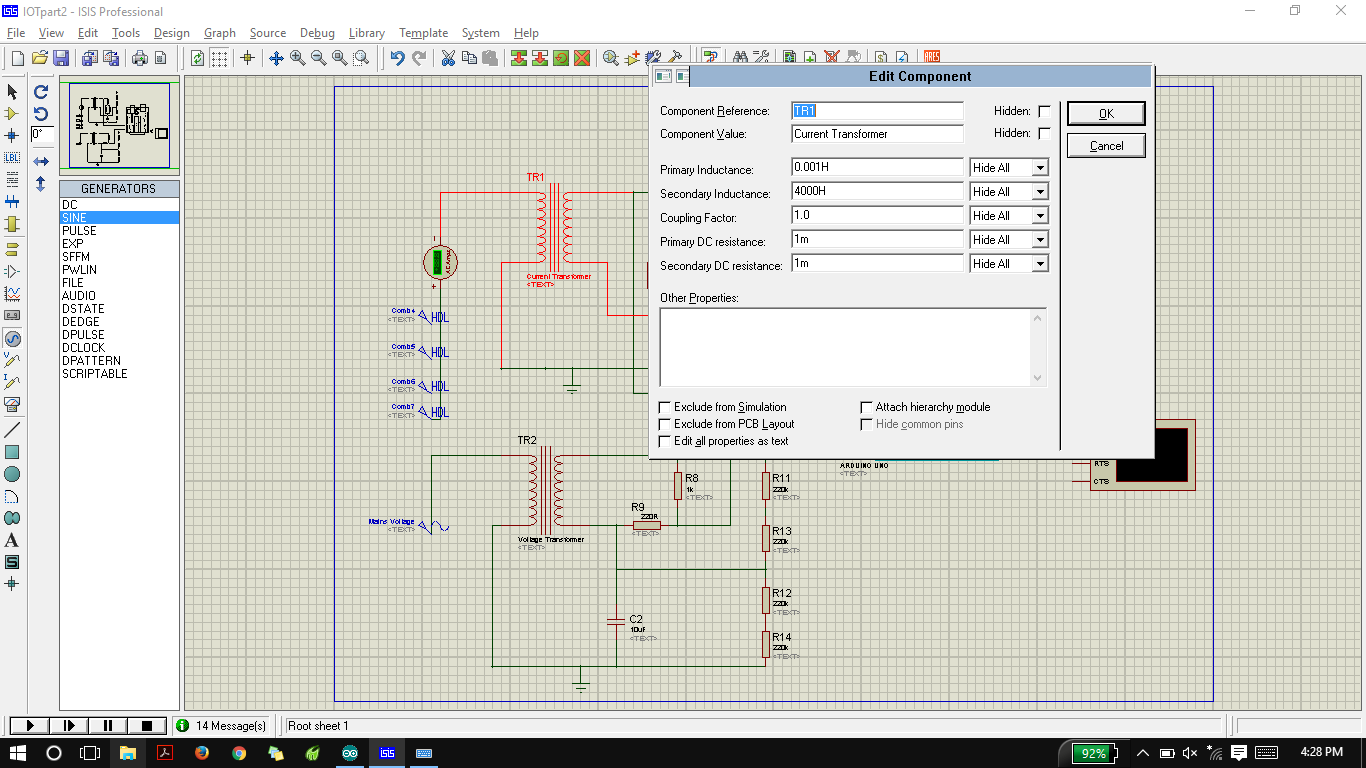 IOTpart2 - ISIS Professional
File View Edit Tools Design Graph Source Debug Library Template System Help
Edit Component
Component Reference: TR1 Hidden:
Component Value: Current Transformer Hidden:
OK
Cancel
Primary Inductance: 0.001H Hide All
Secondary Inductance: 4000H Hide All
Coupling Factor: 1.0 Hide All
Primary DC resistance: 1m Hide All
Secondary DC resistance: 1m Hide All
Other Properties:
Exclude from Simulation
Exclude from PCB Layout
Edit all properties as text
Attach hierarchy module
Hide common pins
0°
LBL
GENERATORS
DC
SINE
PULSE
EXP
SFFM
PWLIN
FILE
AUDIO
DSTATE
DEDGE
DPULSE
DCLOCK
DPATTERN
SCRIPTABLE
TR1
Current Transformer
<TEXT>
Comb4
<TEXT>
HDL
Comb5
<TEXT>
HDL
Comb6
<TEXT>
HDL
Comb7
<TEXT>
HDL
TR2
Voltage Transformer
<TEXT>
Mains Voltage
<TEXT>
R8
1k
<TEXT>
R9
220R
<TEXT>
R11
220k
<TEXT>
R13
220k
<TEXT>
R12
220k
<TEXT>
R14
220k
<TEXT>
C2
10uF
<TEXT>
ARDUINO UNO
<TEXT>
RTS
CTS
14 Message(s)
Root sheet 1
ISIS
92%
4:28 PM